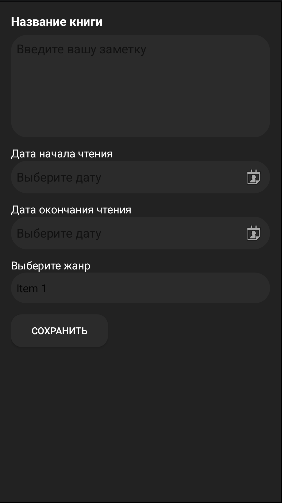 Название книги
Введите вашу заметку
Дата начала чтения
Выберите дату
Дата окончания чтения
Выберите дату
Выберите жанр
Item 1
СОХРАНИТЬ